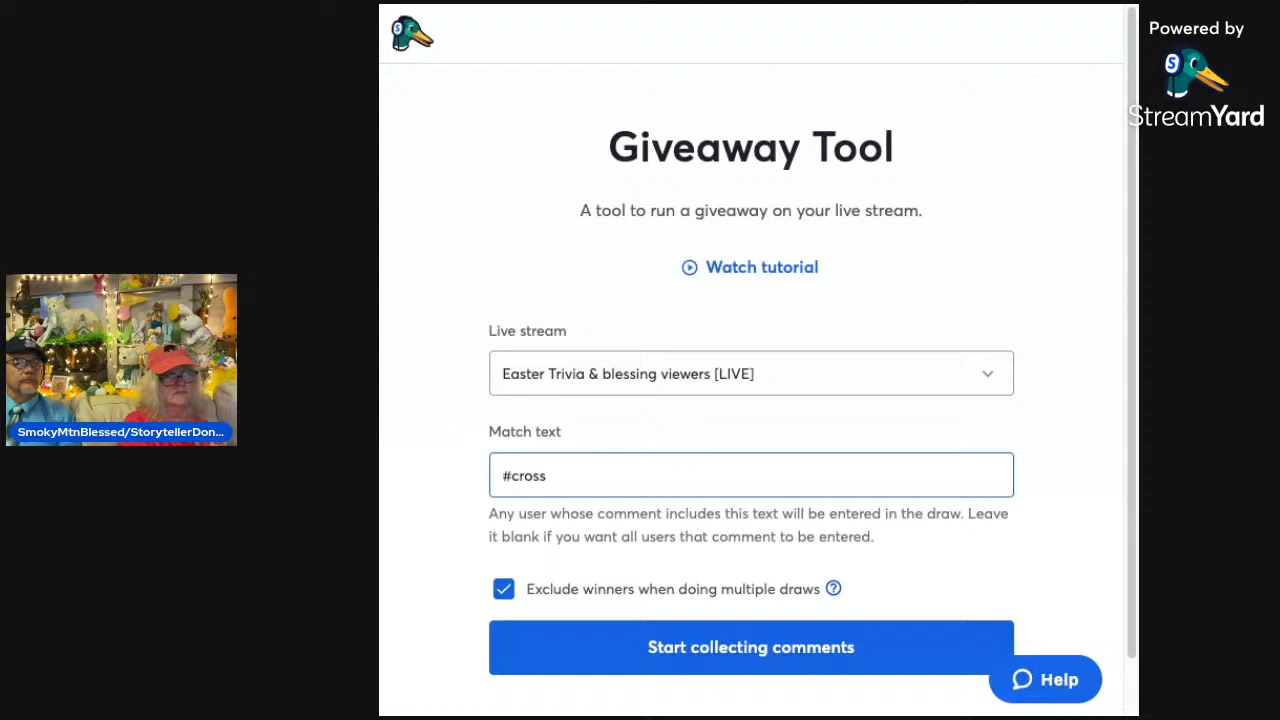 Powered by
StreamYard
Giveaway Tool
A tool to run a giveaway on your live stream.
Watch tutorial
Live stream
Easter Trivia & blessing viewers [LIVE]
Match text
#cross
Any user whose comment includes this text will be entered in the draw. Leave
it blank if you want all users that comment to be entered.
Exclude winners when doing multiple draws
Start collecting comments
Help
SmokyMtnBlessed/StorytellerDon...